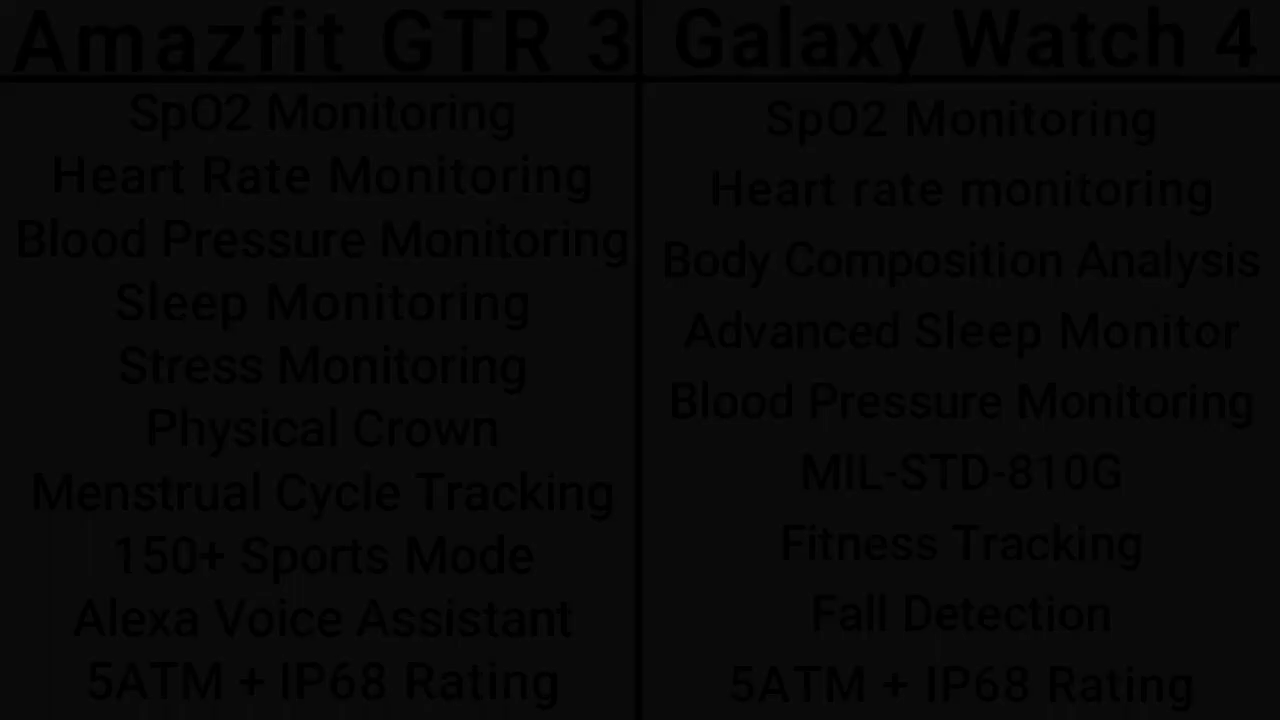 Amazfit GTR 3
SpO2 Monitoring
Heart Rate Monitoring
Blood Pressure Monitoring
Sleep Monitoring
Stress Monitoring
Physical Crown
Menstrual Cycle Tracking
150+ Sports Mode
Alexa Voice Assistant
5ATM + IP68 Rating
Galaxy Watch 4
SpO2 Monitoring
Heart rate monitoring
Body Composition Analysis
Advanced Sleep Monitor
Blood Pressure Monitoring
MIL-STD-810G
Fitness Tracking
Fall Detection
5ATM + IP68 Rating